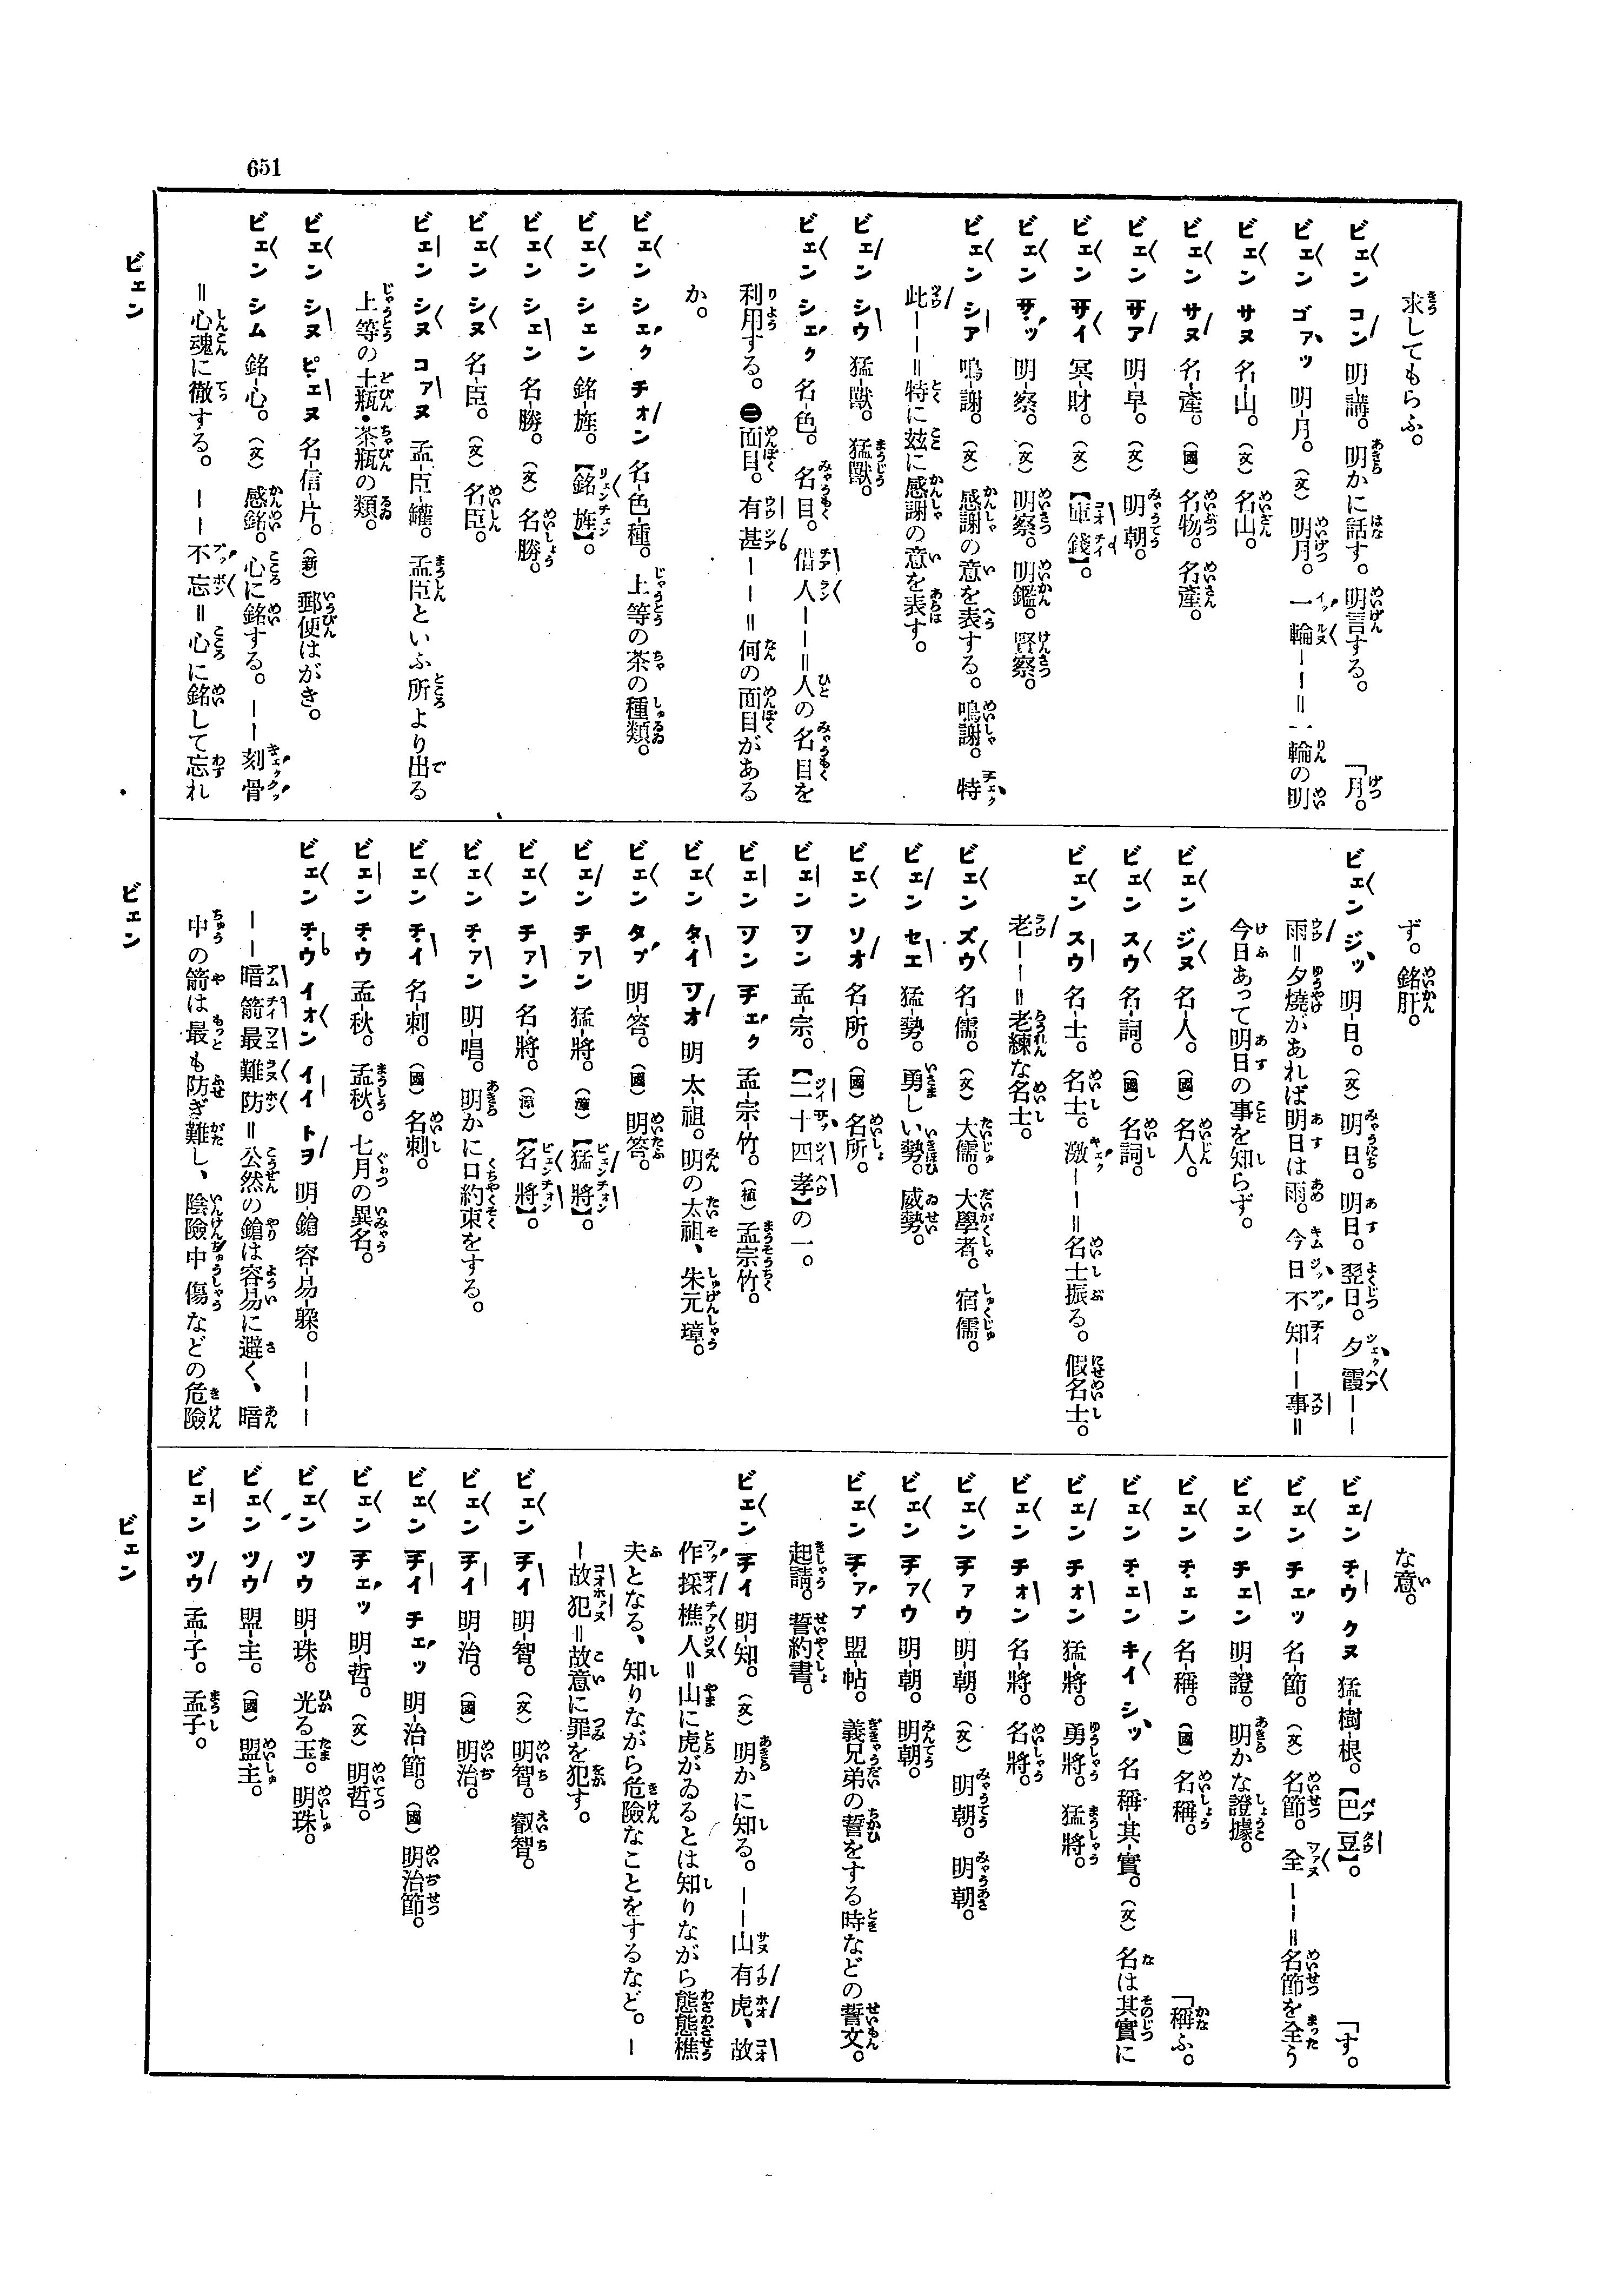 651
求してもらふ。
ビェン コン 明-講。明かに話す。明言する。「月。
ビェン ゴァッ 明-月。(文) 明月。一輪——＝一輪の明
ビェン サヌ 名-山。(文) 名山。
ビェン サヌ 名-產。(國) 名物。名產。
ビェン サア 明-早。(文) 明朝。
ビェン サイ 冥-財。(文) 【庫錢】。
ビェン サッ 明-察。(文) 明察。明鑑。賢察。
ビェン シア 鳴-謝。(文) 感謝の意を表する。鳴謝。特
此——＝特に玆に感謝の意を表す。
ビェン シウ 猛-獸。猛獸。
ビェン シェク 名-色。名目。借人——＝人の名目を
利用する。㊁面目。有甚——＝何の面目がある
か。
ビェン シェク チォン 名-色-種。上等の茶の種類。
ビェン シェン 銘-旌。【銘旌】。
ビェン シェン 名-勝。(文) 名勝。
ビェン シヌ 名-臣。(文) 名臣。
ビェン シヌ コァヌ 孟-臣-罐。孟臣といふ所より出る
上等の土瓶・茶瓶の類。
ビェン シヌ ピェヌ 名-信-片。(新) 郵便はがき。
ビェン シム 銘-心。(文) 感銘。心に銘する。——刻骨
＝心魂に徹する。——不忘＝心に銘して忘れ
ビェン
ず。銘肝。
ビェン ジッ 明-日。(文) 明日。明日。翌日。夕霞——
雨＝夕燒があれば明日は雨。今日不知——事＝
今日あって明日の事を知らず。
ビェン ジヌ 名-人。(國) 名人。
ビェン スウ 名-詞。(國) 名詞。
ビェン スウ 名-士。名士。激——＝名士振る。假名士。
老——＝老練な名士。
ビェン ズウ 名-儒。(文) 大儒。大學者。宿儒。
ビェン セエ 猛-勢。勇しい勢。威勢。
ビェン ソオ 名-所。(國) 名所。
ビェン ソン 孟-宗。【二十四孝】の一。
ビェン ソン チェク 孟-宗-竹。(植) 孟宗竹。
ビェン タイ ソオ 明 太-祖。明の太祖、朱元璋。
ビェン タプ 明-答。(國) 明答。
ビェン チァン 猛-將。(漳) 【猛將】。
ビェン チァン 名-將。(漳) 【名將】。
ビェン チァン 明-唱。明かに口約束をする。
ビェン チイ 名-刺。(國) 名刺。
ビェン チウ 孟-秋。孟秋。七月の異名。
ビェン チウ イォン イイ トヲ 明-鎗 容-易-躱。———
——暗箭最難防＝公然の鎗は容易に避く、暗
中の箭は最も防ぎ難し、陰險中傷などの危險
ビェン
な意。
ビェン チウ クヌ 猛-樹-根。【巴豆】。「す。
ビェン チェッ 名-節。(文) 名節。全——＝名節を全う
ビェン チェン 明-證。明かな證據。
ビェン チェン 名-稱。(國) 名稱。「稱ふ。
ビェン チェン キイ シッ 名 稱-其-實。(文) 名は其實に
ビェン チォン 猛-將。勇將。猛將。
ビェン チォン 名-將。名將。
ビェン チァウ 明-朝。(文) 明朝。明朝。
ビェン チァウ 明-朝。明朝。
ビェン チァプ 盟-帖。義兄弟の誓をする時などの誓文。
起請。誓約書。
ビェン チイ 明-知。(文) 明かに知る。——山有虎、故
作採樵人＝山に虎がゐるとは知りながら態態樵
夫となる、知りながら危險なことをするなど。—
—故犯＝故意に罪を犯す。
ビェン チイ 明-智。(文) 明智。叡智。
ビェン チイ 明-治。(國) 明治。
ビェン チイ チェッ 明-治-節。(國) 明治節。
ビェン チェッ 明-哲。(文) 明哲。
ビェン ツウ 明-珠。光る玉。明珠。
ビェン ツウ 盟-主。(國) 盟主。
ビェン ツウ 孟-子。孟子。
ビェン